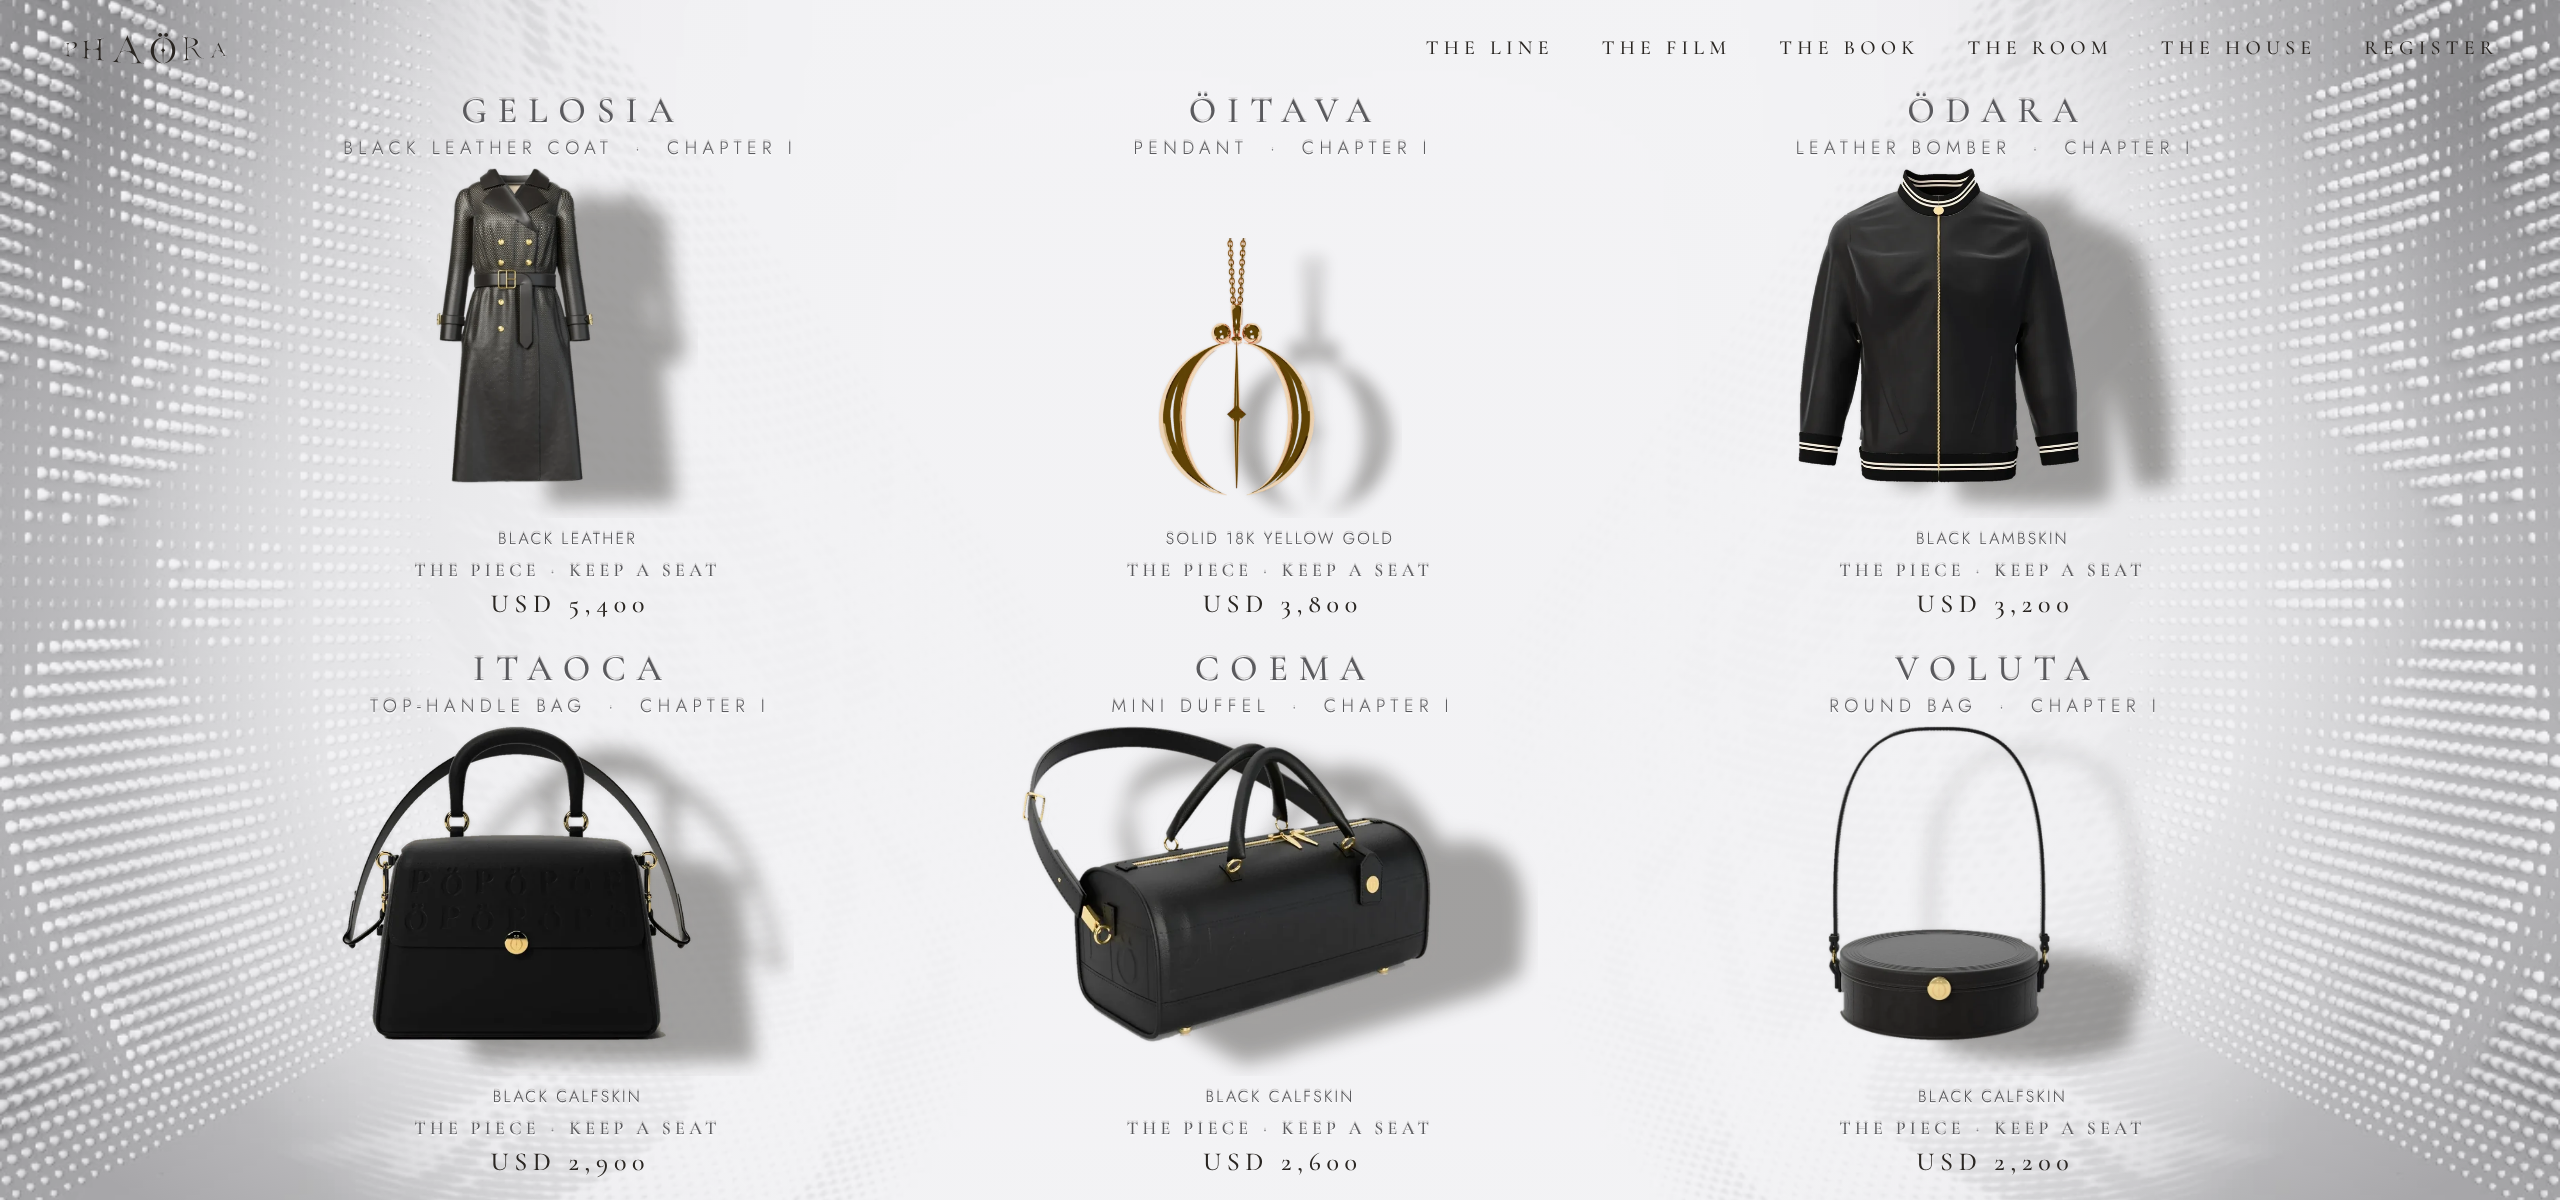 PHAÖRA
THE LINE THE FILM THE BOOK THE ROOM THE HOUSE REGISTER
GELOSIA
BLACK LEATHER COAT · CHAPTER I
BLACK LEATHER
THE PIECE · KEEP A SEAT
USD 5,400
ÖITAVA
PENDANT · CHAPTER I
SOLID 18K YELLOW GOLD
THE PIECE · KEEP A SEAT
USD 3,800
ÖDARA
LEATHER BOMBER · CHAPTER I
BLACK LAMBSKIN
THE PIECE · KEEP A SEAT
USD 3,200
ITAOCA
TOP-HANDLE BAG · CHAPTER I
BLACK CALFSKIN
THE PIECE · KEEP A SEAT
USD 2,900
COEMA
MINI DUFFEL · CHAPTER I
BLACK CALFSKIN
THE PIECE · KEEP A SEAT
USD 2,600
VOLUTA
ROUND BAG · CHAPTER I
BLACK CALFSKIN
THE PIECE · KEEP A SEAT
USD 2,200